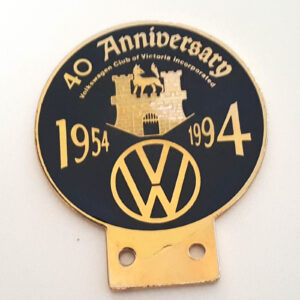 40 Anniversary
Volkswagen Club of Victoria Incorporated
1954 1994
VW